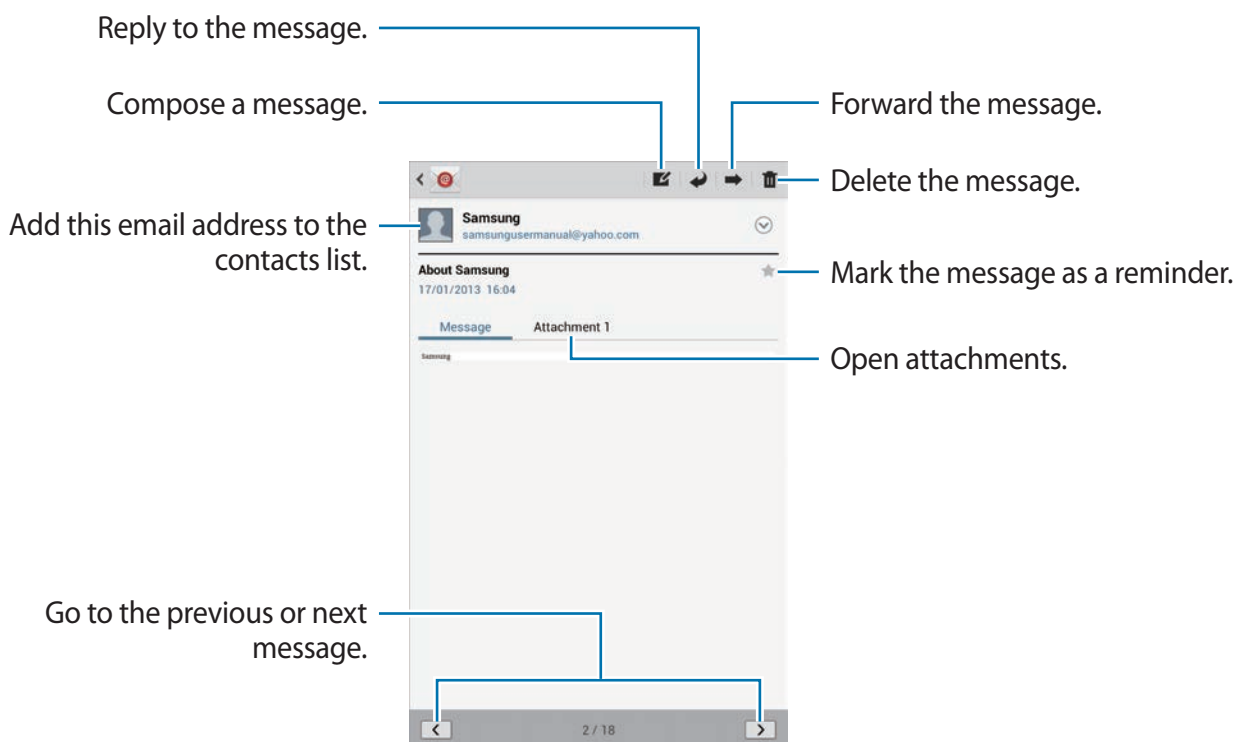 Reply to the message.
Compose a message.
Forward the message.
Delete the message.
Samsung
samsungusermanual@yahoo.com
Add this email address to the
contacts list.
About Samsung
17/01/2013 16:04
Mark the message as a reminder.
Message Attachment 1
Samsung
Open attachments.
Go to the previous or next
message.
2 / 18